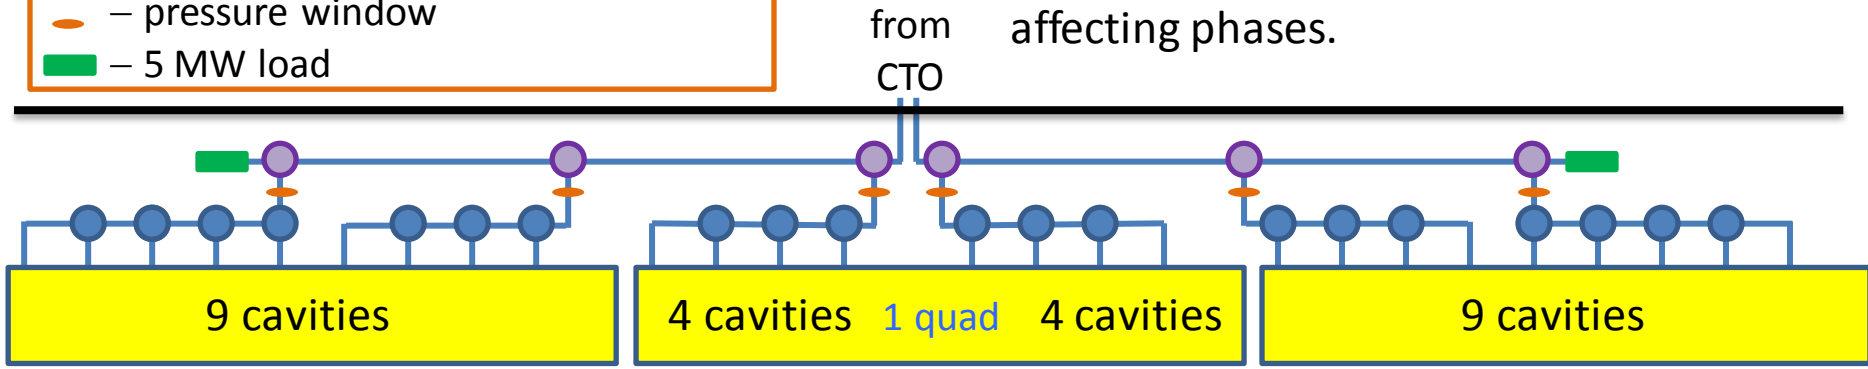 – pressure window
– 5 MW load
from
CTO
affecting phases.
9 cavities
4 cavities 1 quad 4 cavities
9 cavities